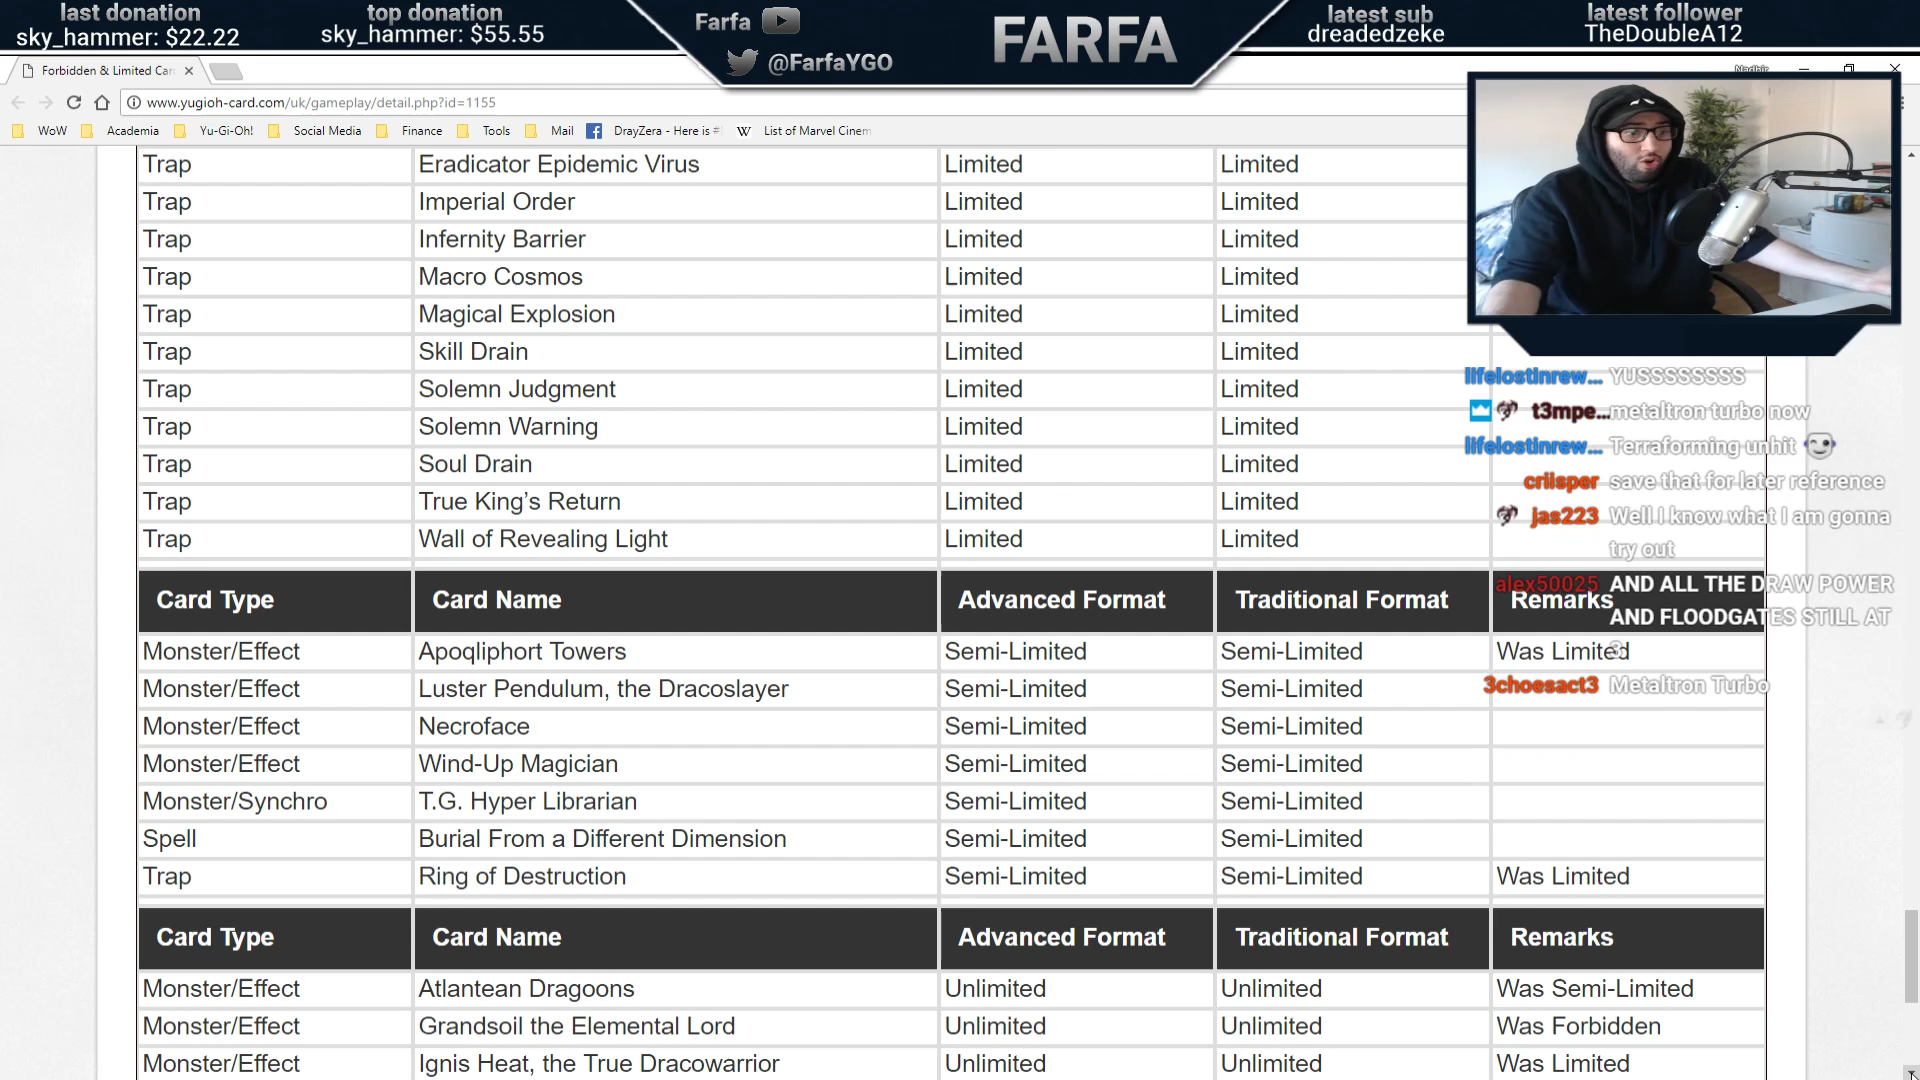 last donation
sky_hammer: $22.22
top donation
sky_hammer: $55.55
Farfa
@FarfaYGO
FARFA
latest sub
dreadedzeke
latest follower
TheDoubleA12
Forbidden & Limited Car
www.yugioh-card.com/uk/gameplay/detail.php?id=1155
WoW Academia Yu-Gi-Oh! Social Media Finance Tools Mail DrayZera - Here is # List of Marvel Cinem
Trap Eradicator Epidemic Virus Limited Limited
Trap Imperial Order Limited Limited
Trap Infernity Barrier Limited Limited
Trap Macro Cosmos Limited Limited
Trap Magical Explosion Limited Limited
Trap Skill Drain Limited Limited
Trap Solemn Judgment Limited Limited
Trap Solemn Warning Limited Limited
Trap Soul Drain Limited Limited
Trap True King’s Return Limited Limited
Trap Wall of Revealing Light Limited Limited
Card Type Card Name Advanced Format Traditional Format Remarks
Monster/Effect Apoqliphort Towers Semi-Limited Semi-Limited Was Limited
Monster/Effect Luster Pendulum, the Dracoslayer Semi-Limited Semi-Limited
Monster/Effect Necroface Semi-Limited Semi-Limited
Monster/Effect Wind-Up Magician Semi-Limited Semi-Limited
Monster/Synchro T.G. Hyper Librarian Semi-Limited Semi-Limited
Spell Burial From a Different Dimension Semi-Limited Semi-Limited
Trap Ring of Destruction Semi-Limited Semi-Limited Was Limited
Card Type Card Name Advanced Format Traditional Format Remarks
Monster/Effect Atlantean Dragoons Unlimited Unlimited Was Semi-Limited
Monster/Effect Grandsoil the Elemental Lord Unlimited Unlimited Was Forbidden
Monster/Effect Ignis Heat, the True Dracowarrior Unlimited Unlimited Was Limited
lifelostinrew... YUSSSSSSSS
t3mpe... metaltron turbo now
lifelostinrew... Terraforming unhit
criisper save that for later reference
jas223 Well I know what I am gonna
try out
alex50025 AND ALL THE DRAW POWER
AND FLOODGATES STILL AT
3
3choesact3 Metaltron Turbo